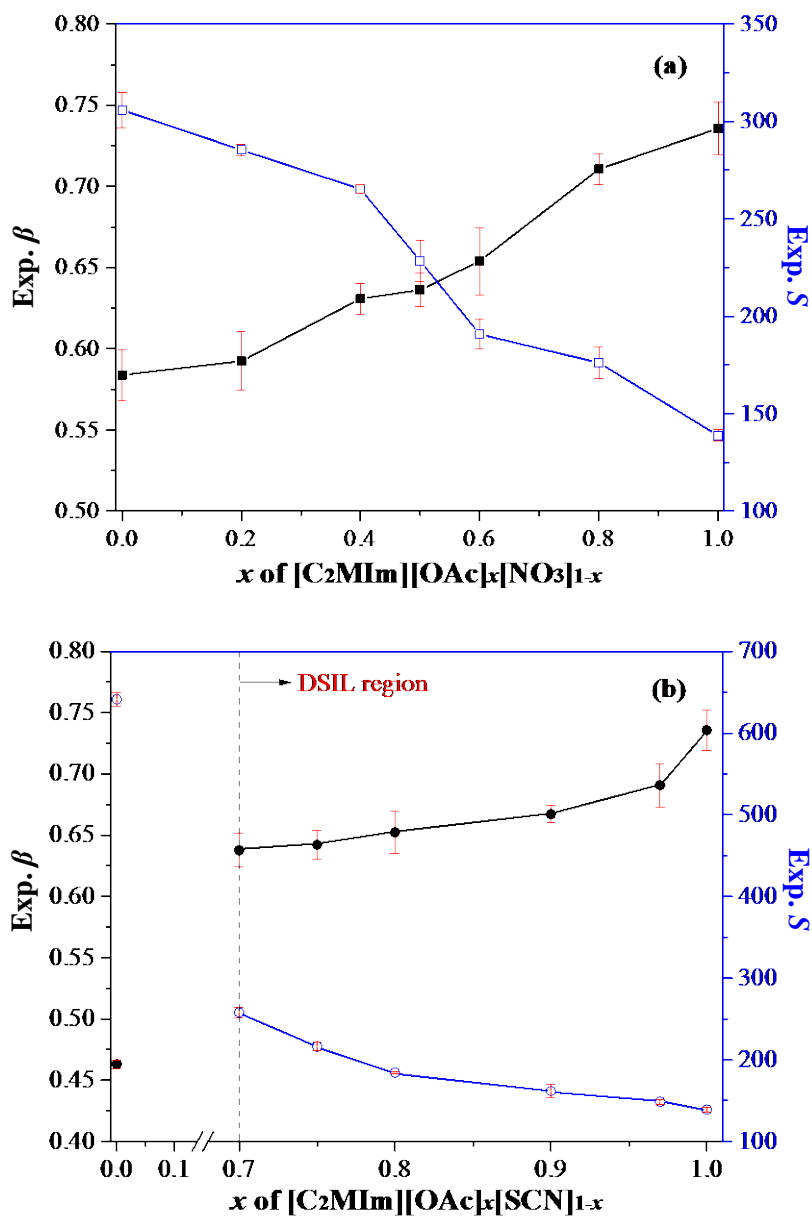 (a)
Exp. β
Exp. S
0.80
0.75
0.70
0.65
0.60
0.55
0.50
350
300
250
200
150
100
0.0 0.2 0.4 0.6 0.8 1.0
x of [C2MIm][OAc]x[NO3]1-x
(b)
DSIL region
Exp. β
Exp. S
0.80
0.75
0.70
0.65
0.60
0.55
0.50
0.45
0.40
700
600
500
400
300
200
100
0.0 0.1 0.7 0.8 0.9 1.0
x of [C2MIm][OAc]x[SCN]1-x